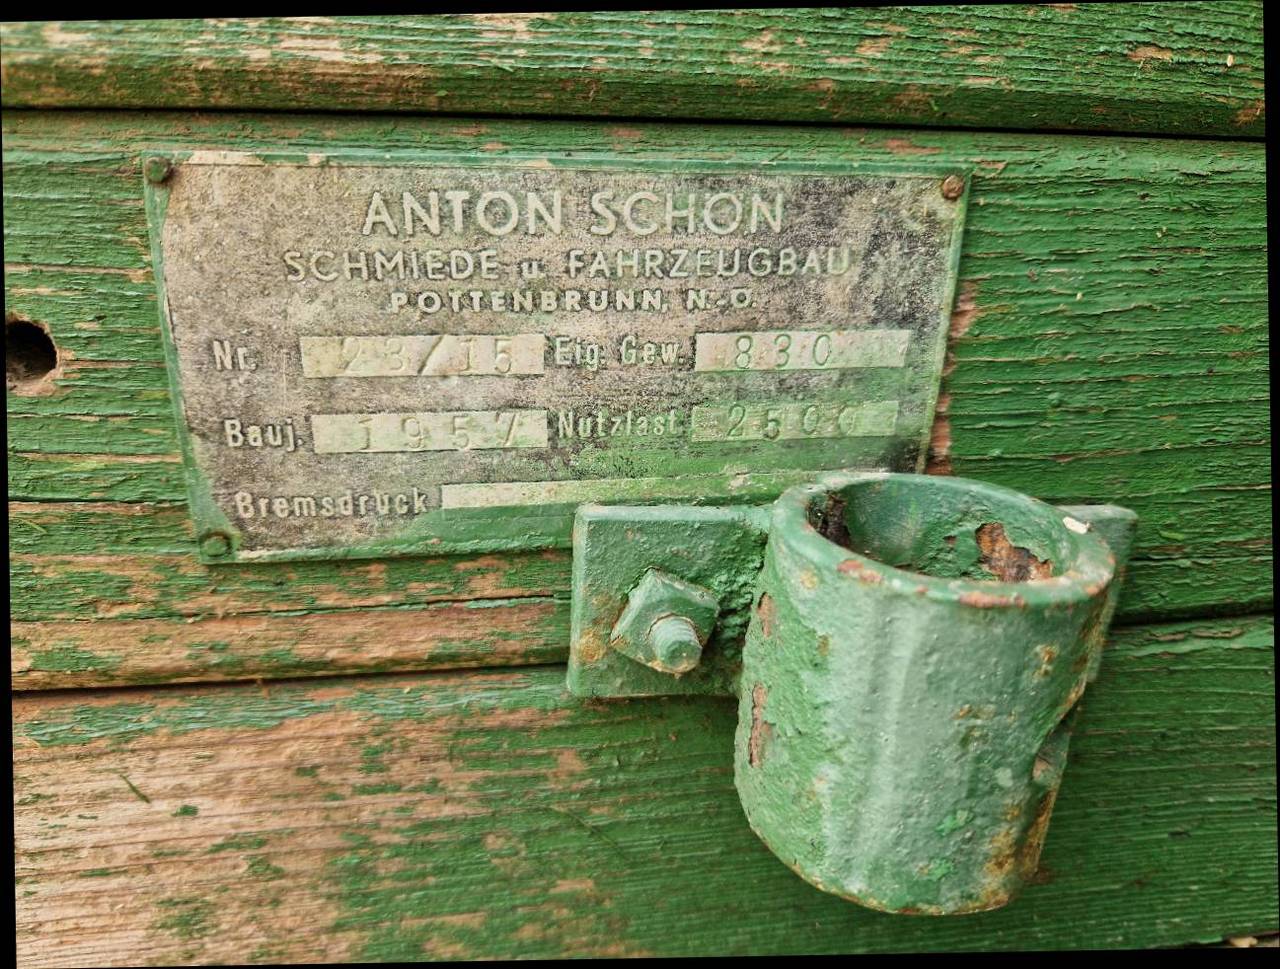 ANTON SCHÖN
SCHMIEDE u. FAHRZEUGBAU
POTTENBRUNN, N.-Ö.
Nr. 23/15 Eig. Gew. 830
Bauj. 1957 Nutzlast 2500
Bremsdruck